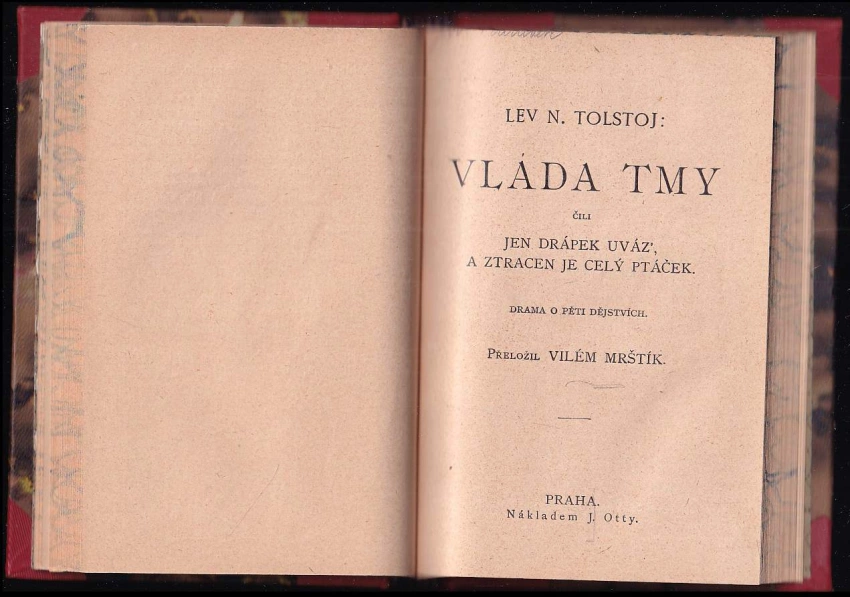 LEV N. TOLSTOJ:
VLÁDA TMY
ČILI
JEN DRÁPEK UVÁZ',
A ZTRACEN JE CELÝ PTÁČEK.
DRAMA O PĚTI DĚJSTVÍCH.
PŘELOŽIL VILÉM MRŠTÍK.
PRAHA.
Nákladem J. Otty.